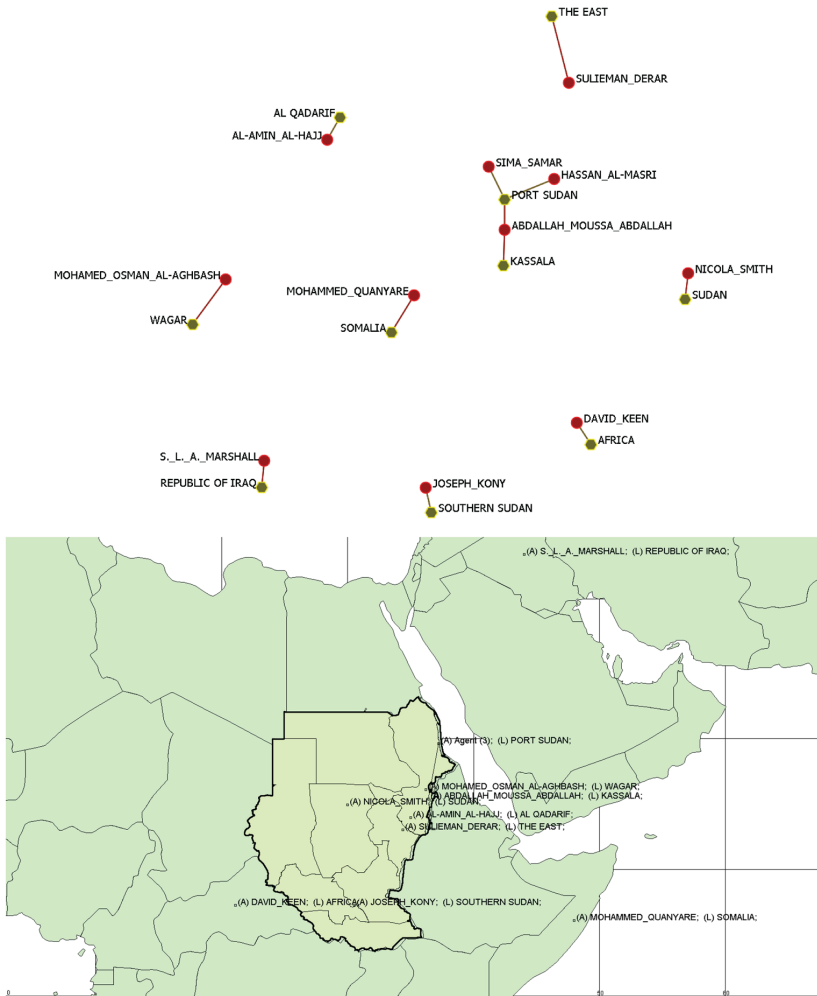 THE EAST
SULIEMAN_DERAR
AL QADARIF
AL-AMIN_AL-HAJJ
SIMA_SAMAR
HASSAN_AL-MASRI
PORT SUDAN
ABDALLAH_MOUSSA_ABDALLAH
KASSALA
MOHAMED_OSMAN_AL-AGHBASH
NICOLA_SMITH
MOHAMMED_QUANYARE
SUDAN
WAGAR
SOMALIA
DAVID_KEEN
AFRICA
S._L._A._MARSHALL
REPUBLIC OF IRAQ
JOSEPH_KONY
SOUTHERN SUDAN
(A) S._L._A._MARSHALL; (L) REPUBLIC OF IRAQ;
(A) Agent (3); (L) PORT SUDAN;
(A) MOHAMED_OSMAN_AL-AGHBASH; (L) WAGAR;
(A) ABDALLAH_MOUSSA_ABDALLAH; (L) KASSALA;
(A) NICOLA_SMITH; (L) SUDAN;
(A) AL-AMIN_AL-HAJJ; (L) AL QADARIF;
(A) SULIEMAN_DERAR; (L) THE EAST;
(A) DAVID_KEEN; (L) AFRICA(A) JOSEPH_KONY; (L) SOUTHERN SUDAN;
(A) MOHAMMED_QUANYARE; (L) SOMALIA;
0 50 60